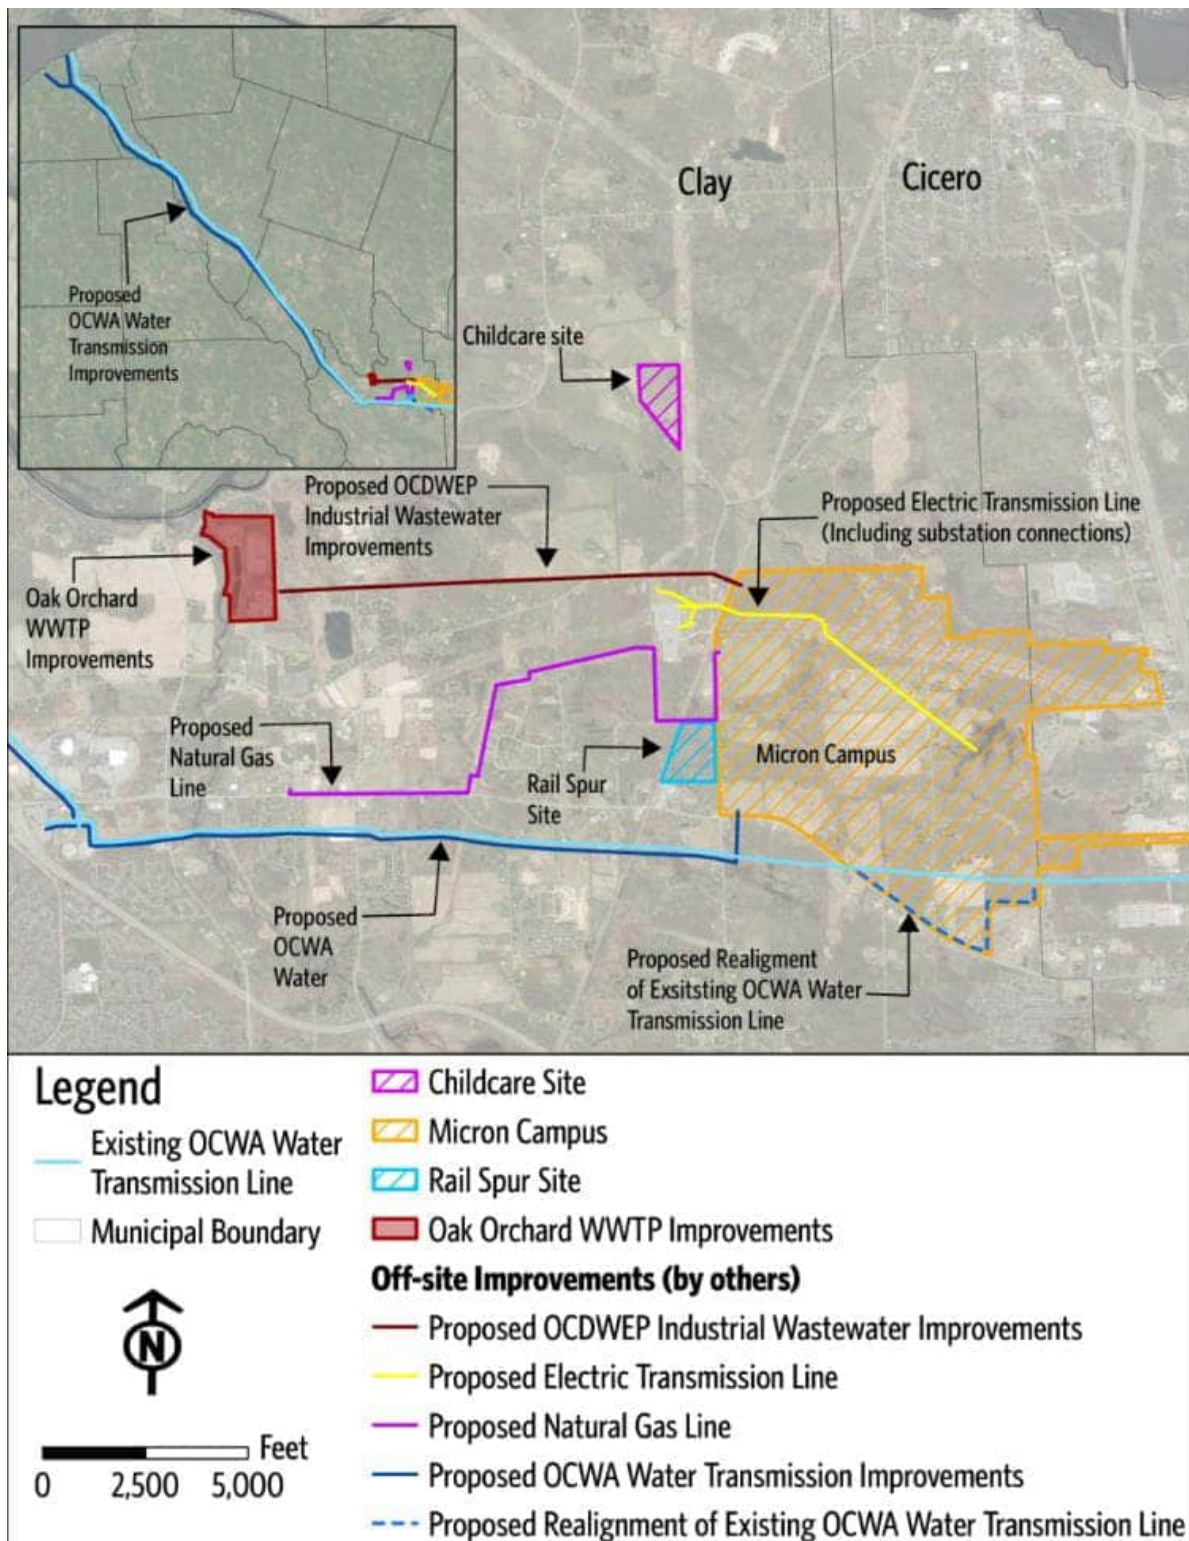 Clay
Cicero
Proposed
OCWA Water
Transmission
Improvements
Childcare site
Proposed OCDWEP
Industrial Wastewater
Improvements
Proposed Electric Transmission Line
(Including substation connections)
Oak Orchard
WWTP
Improvements
Proposed
Natural Gas
Line
Rail Spur
Site
Micron Campus
Proposed
OCWA
Water
Proposed Realigment
of Exsitsting OCWA Water
Transmission Line
Legend
Existing OCWA Water
Transmission Line
Municipal Boundary
N
Feet
0 2,500 5,000
Childcare Site
Micron Campus
Rail Spur Site
Oak Orchard WWTP Improvements
Off-site Improvements (by others)
Proposed OCDWEP Industrial Wastewater Improvements
Proposed Electric Transmission Line
Proposed Natural Gas Line
Proposed OCWA Water Transmission Improvements
Proposed Realignment of Existing OCWA Water Transmission Line